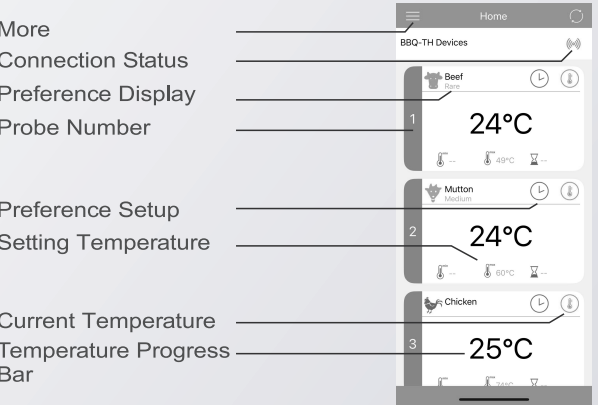 More
Connection Status
Preference Display
Probe Number
Preference Setup
Setting Temperature
Current Temperature
Temperature Progress
Bar
Home
BBQ-TH Devices
Beef
Rare
1
24°C
-- 49°C --
Mutton
Medium
2
24°C
-- 60°C --
Chicken
3
25°C
74°C